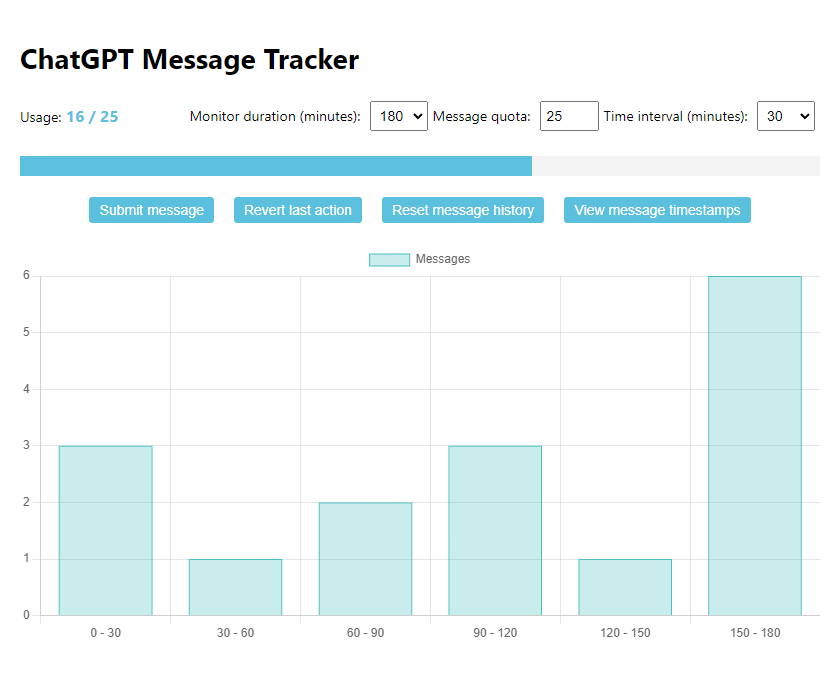 ChatGPT Message Tracker
Usage: 16 / 25 Monitor duration (minutes): 180 Message quota: 25 Time interval (minutes): 30
Submit message Revert last action Reset message history View message timestamps
Messages
6
5
4
3
2
1
0
0 - 30 30 - 60 60 - 90 90 - 120 120 - 150 150 - 180